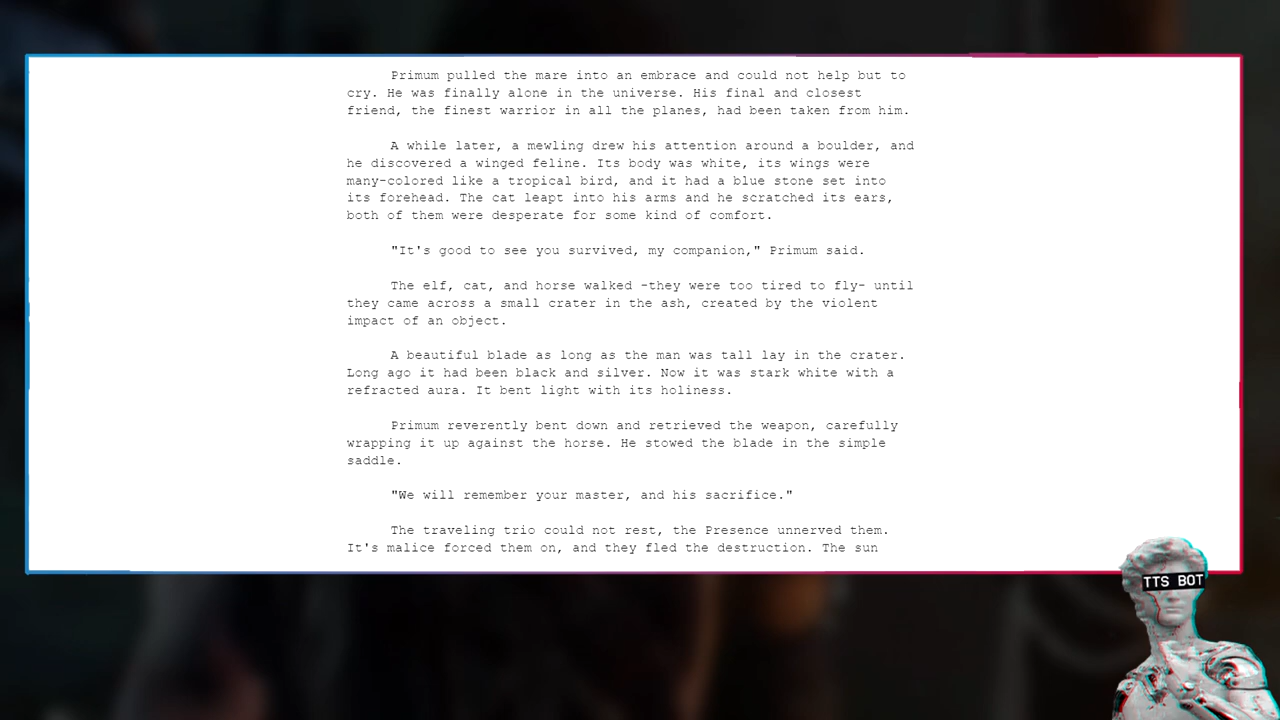 Primum pulled the mare into an embrace and could not help but to
cry. He was finally alone in the universe. His final and closest
friend, the finest warrior in all the planes, had been taken from him.
A while later, a mewling drew his attention around a boulder, and
he discovered a winged feline. Its body was white, its wings were
many-colored like a tropical bird, and it had a blue stone set into
its forehead. The cat leapt into his arms and he scratched its ears,
both of them were desperate for some kind of comfort.
"It's good to see you survived, my companion," Primum said.
The elf, cat, and horse walked -they were too tired to fly- until
they came across a small crater in the ash, created by the violent
impact of an object.
A beautiful blade as long as the man was tall lay in the crater.
Long ago it had been black and silver. Now it was stark white with a
refracted aura. It bent light with its holiness.
Primum reverently bent down and retrieved the weapon, carefully
wrapping it up against the horse. He stowed the blade in the simple
saddle.
"We will remember your master, and his sacrifice."
The traveling trio could not rest, the Presence unnerved them.
It's malice forced them on, and they fled the destruction. The sun
TTS BOT